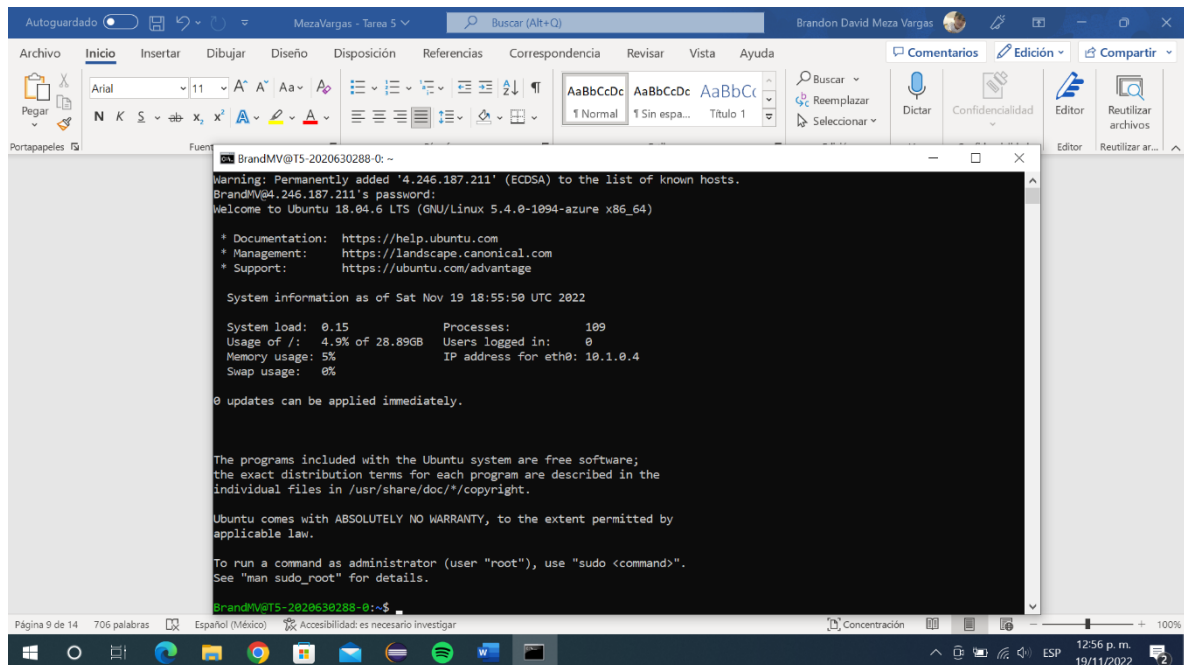 Autoguardado
MezaVargas - Tarea 5
Buscar (Alt+Q)
Brandon David Meza Vargas
Archivo Inicio Insertar Dibujar Diseño Disposición Referencias Correspondencia Revisar Vista Ayuda
Comentarios Edición Compartir
Pegar
Arial 11 A^ Aˇ Aa
N K S ab x₂ x² A A
AaBbCcDc AaBbCcDc AaBbCc
¶ Normal ¶ Sin espa... Título 1
Buscar
Reemplazar
Seleccionar
Dictar Confidencialidad Editor Reutilizar archivos
Portapapeles Fuent Editor Reutilizar ar...
BrandMV@T5-2020630288-0: ~
Warning: Permanently added '4.246.187.211' (ECDSA) to the list of known hosts.
BrandMV@4.246.187.211's password:
Welcome to Ubuntu 18.04.6 LTS (GNU/Linux 5.4.0-1094-azure x86_64)
* Documentation: https://help.ubuntu.com
* Management: https://landscape.canonical.com
* Support: https://ubuntu.com/advantage
System information as of Sat Nov 19 18:55:50 UTC 2022
System load: 0.15 Processes: 109
Usage of /: 4.9% of 28.89GB Users logged in: 0
Memory usage: 5% IP address for eth0: 10.1.0.4
Swap usage: 0%
0 updates can be applied immediately.
The programs included with the Ubuntu system are free software;
the exact distribution terms for each program are described in the
individual files in /usr/share/doc/*/copyright.
Ubuntu comes with ABSOLUTELY NO WARRANTY, to the extent permitted by
applicable law.
To run a command as administrator (user "root"), use "sudo <command>".
See "man sudo_root" for details.
BrandMV@T5-2020630288-0:~$ _
Página 9 de 14 706 palabras Español (México) Accesibilidad: es necesario investigar Concentración 100%
ESP
12:56 p. m.
19/11/2022
2